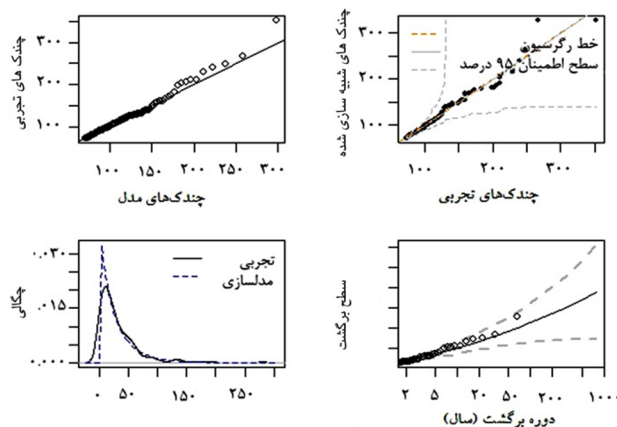 ۳۰۰
۲۰۰
۱۰۰
چندک های تجربی
۱۰۰ ۱۵۰ ۲۰۰ ۲۵۰ ۳۰۰
چندک‌های مدل
۳۰۰
۲۰۰
۱۰۰
چندک های شبیه سازی شده
خط رگرسیون
سطح اطمینان ۹۵ درصد
۱۰۰ ۲۰۰ ۳۰۰
چندک‌های تجربی
۰.۰۳۰
۰.۰۱۵
۰.۰۰۰
چگالی
تجربی
مدلسازی
۰ ۵۰ ۱۵۰ ۲۵۰
سطح برگشت
۲ ۵ ۲۰ ۵۰ ۲۰۰ ۱۰۰۰
دوره برگشت (سال)